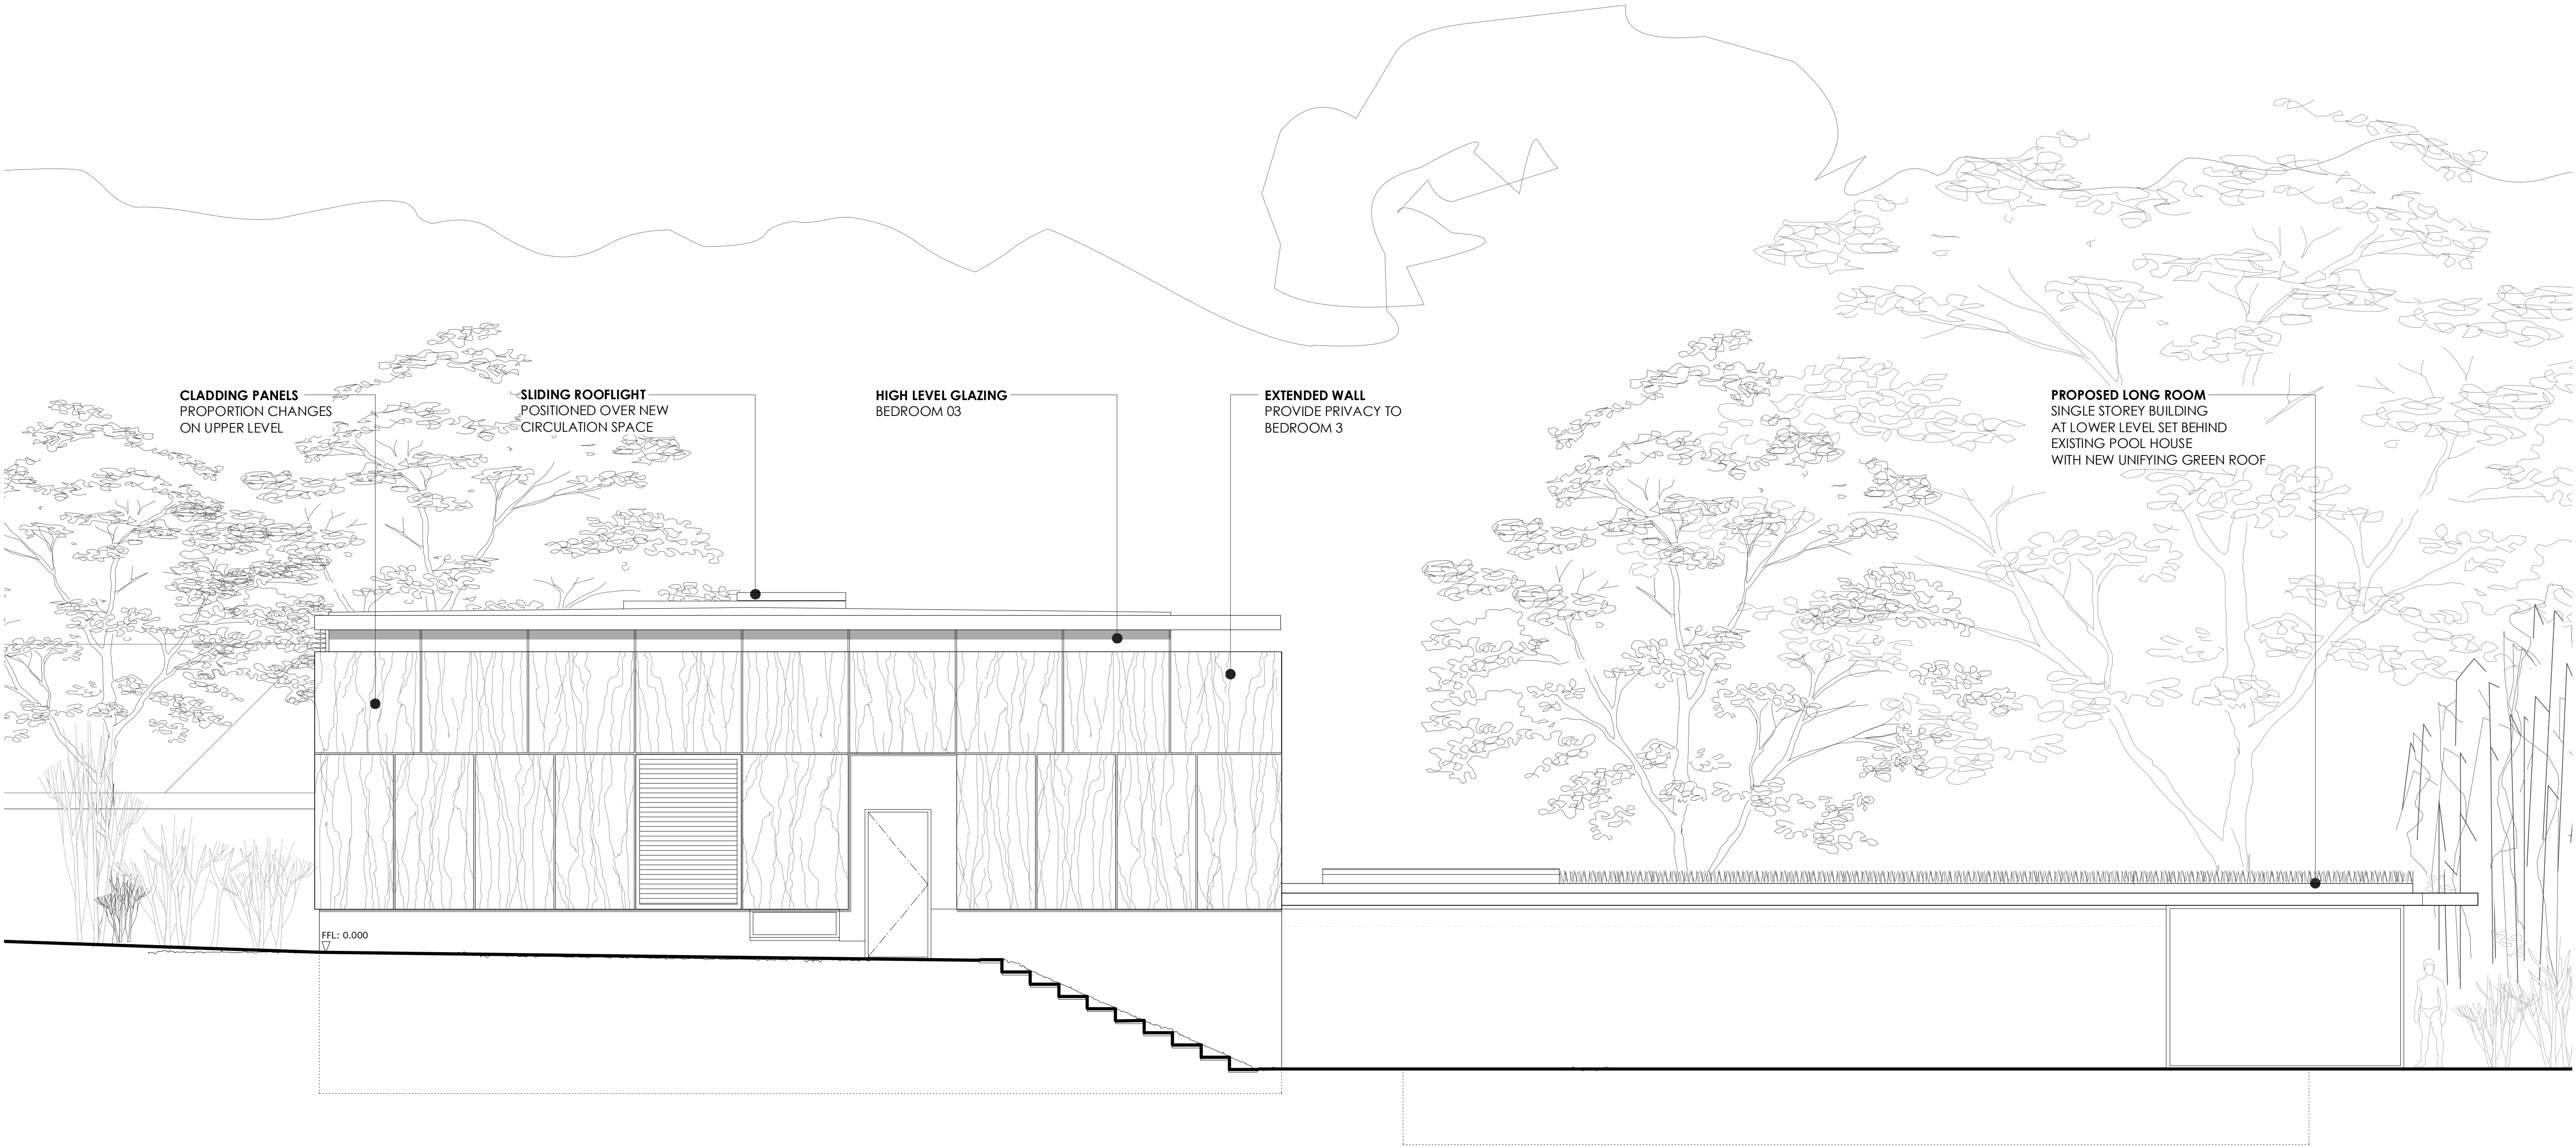 CLADDING PANELS
PROPORTION CHANGES
ON UPPER LEVEL
SLIDING ROOFLIGHT
POSITIONED OVER NEW
CIRCULATION SPACE
HIGH LEVEL GLAZING
BEDROOM 03
EXTENDED WALL
PROVIDE PRIVACY TO
BEDROOM 3
PROPOSED LONG ROOM
SINGLE STOREY BUILDING
AT LOWER LEVEL SET BEHIND
EXISTING POOL HOUSE
WITH NEW UNIFYING GREEN ROOF
FFL: 0.000